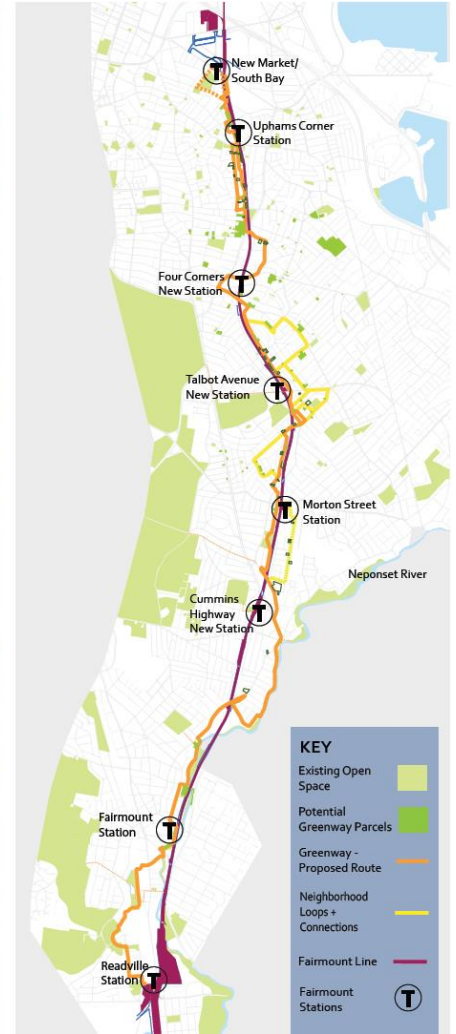 T
New Market/
South Bay
T
Uphams Corner
Station
Four Corners
New Station
T
Talbot Avenue
New Station
T
T
Morton Street
Station
Neponset River
Cummins
Highway
New Station
T
Fairmount
Station
T
Readville
Station
T
KEY
Existing Open
Space
Potential
Greenway Parcels
Greenway -
Proposed Route
Neighborhood
Loops +
Connections
Fairmount Line
Fairmount
Stations
T